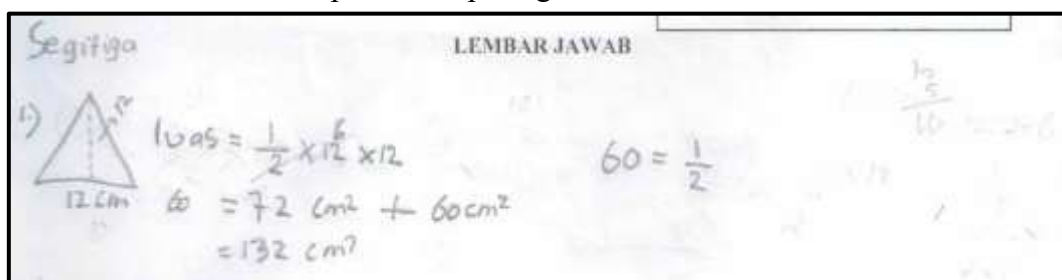 Segitiga
LEMBAR JAWAB
1.)
12
12 cm
luas = 1/2 × 12 6 × 12
60 = 72 cm2 + 60 cm2
= 132 cm2
60 = 1/2